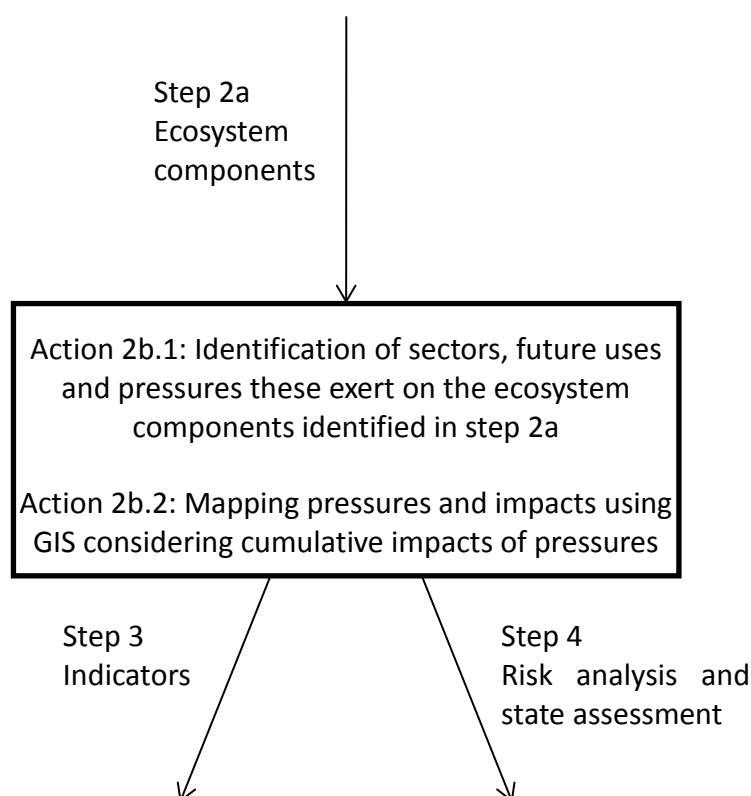 Step 2a
Ecosystem
components
Action 2b.1: Identification of sectors, future uses
and pressures these exert on the ecosystem
components identified in step 2a
Action 2b.2: Mapping pressures and impacts using
GIS considering cumulative impacts of pressures
Step 3
Indicators
Step 4
Risk analysis and
state assessment